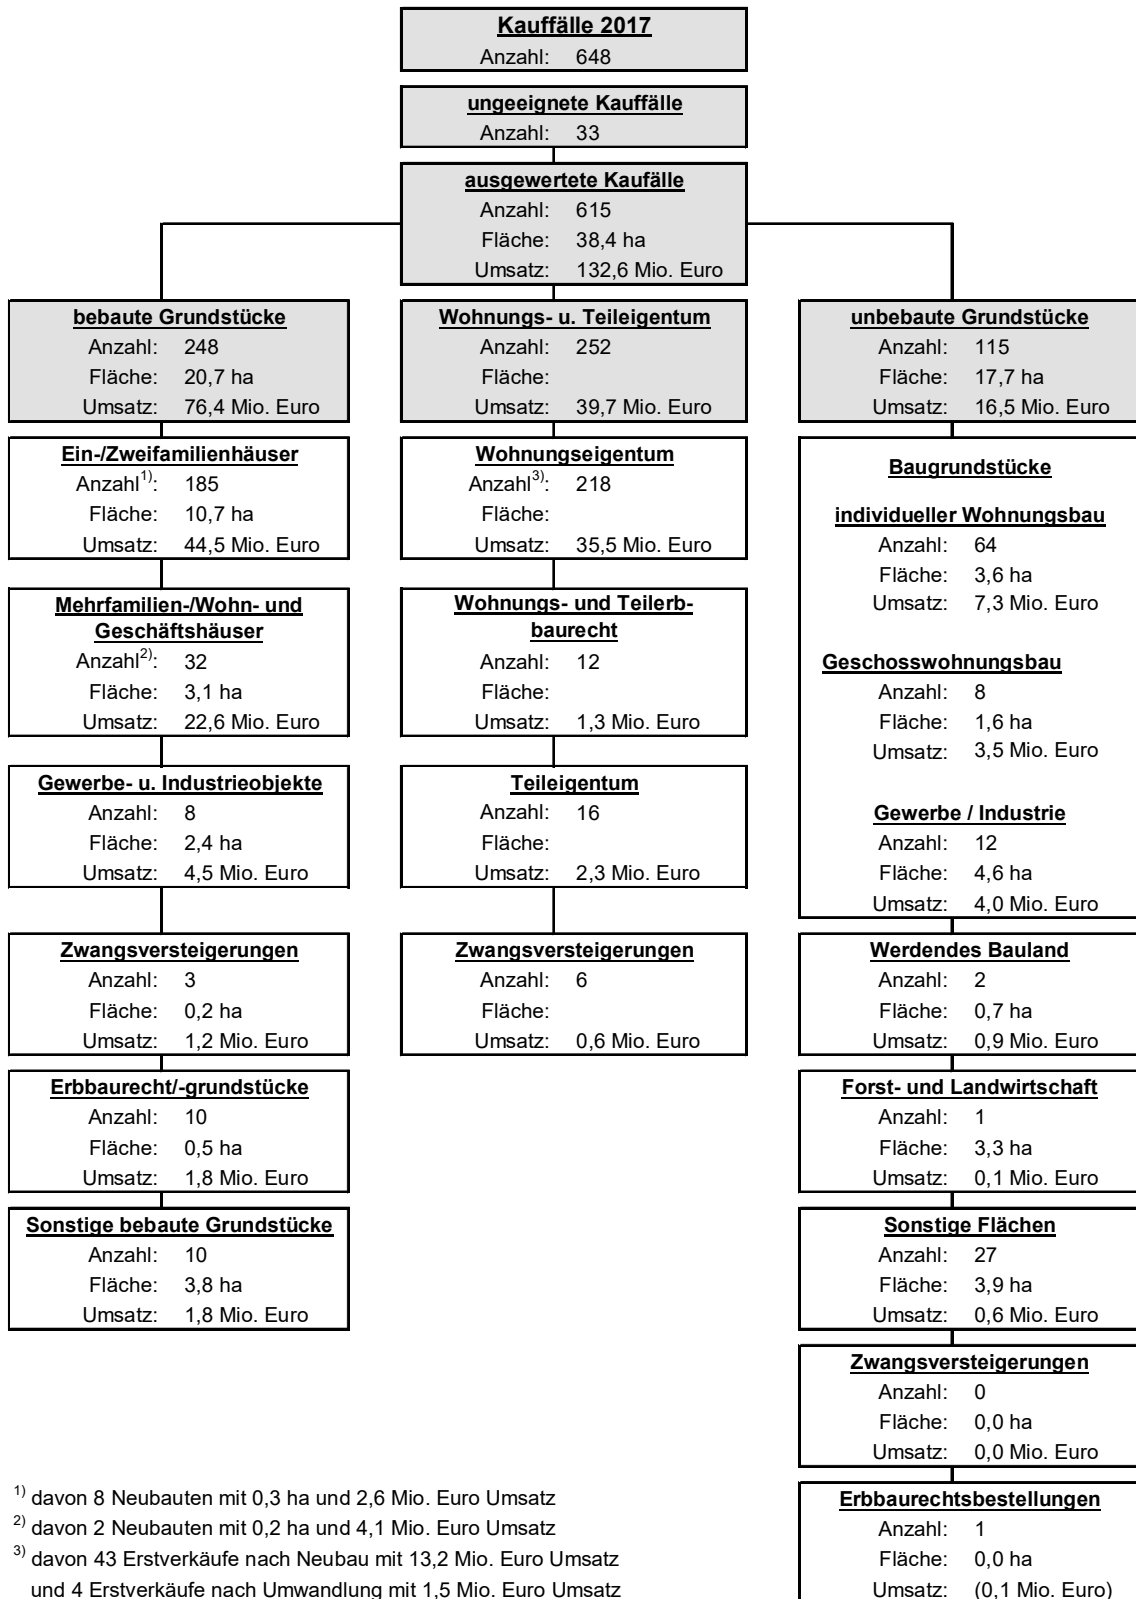 Kauffälle 2017
Anzahl: 648
ungeeignete Kauffälle
Anzahl: 33
ausgewertete Kaufälle
Anzahl: 615
Fläche: 38,4 ha
Umsatz: 132,6 Mio. Euro
bebaute Grundstücke
Anzahl: 248
Fläche: 20,7 ha
Umsatz: 76,4 Mio. Euro
Ein-/Zweifamilienhäuser
Anzahl1): 185
Fläche: 10,7 ha
Umsatz: 44,5 Mio. Euro
Mehrfamilien-/Wohn- und
Geschäftshäuser
Anzahl2): 32
Fläche: 3,1 ha
Umsatz: 22,6 Mio. Euro
Gewerbe- u. Industrieobjekte
Anzahl: 8
Fläche: 2,4 ha
Umsatz: 4,5 Mio. Euro
Zwangsversteigerungen
Anzahl: 3
Fläche: 0,2 ha
Umsatz: 1,2 Mio. Euro
Erbbaurecht/-grundstücke
Anzahl: 10
Fläche: 0,5 ha
Umsatz: 1,8 Mio. Euro
Sonstige bebaute Grundstücke
Anzahl: 10
Fläche: 3,8 ha
Umsatz: 1,8 Mio. Euro
Wohnungs- u. Teileigentum
Anzahl: 252
Fläche:
Umsatz: 39,7 Mio. Euro
Wohnungseigentum
Anzahl3): 218
Fläche:
Umsatz: 35,5 Mio. Euro
Wohnungs- und Teilerb-
baurecht
Anzahl: 12
Fläche:
Umsatz: 1,3 Mio. Euro
Teileigentum
Anzahl: 16
Fläche:
Umsatz: 2,3 Mio. Euro
Zwangsversteigerungen
Anzahl: 6
Fläche:
Umsatz: 0,6 Mio. Euro
unbebaute Grundstücke
Anzahl: 115
Fläche: 17,7 ha
Umsatz: 16,5 Mio. Euro
Baugrundstücke
individueller Wohnungsbau
Anzahl: 64
Fläche: 3,6 ha
Umsatz: 7,3 Mio. Euro
Geschosswohnungsbau
Anzahl: 8
Fläche: 1,6 ha
Umsatz: 3,5 Mio. Euro
Gewerbe / Industrie
Anzahl: 12
Fläche: 4,6 ha
Umsatz: 4,0 Mio. Euro
Werdendes Bauland
Anzahl: 2
Fläche: 0,7 ha
Umsatz: 0,9 Mio. Euro
Forst- und Landwirtschaft
Anzahl: 1
Fläche: 3,3 ha
Umsatz: 0,1 Mio. Euro
Sonstige Flächen
Anzahl: 27
Fläche: 3,9 ha
Umsatz: 0,6 Mio. Euro
Zwangsversteigerungen
Anzahl: 0
Fläche: 0,0 ha
Umsatz: 0,0 Mio. Euro
Erbbaurechtsbestellungen
Anzahl: 1
Fläche: 0,0 ha
Umsatz: (0,1 Mio. Euro)
1) davon 8 Neubauten mit 0,3 ha und 2,6 Mio. Euro Umsatz
2) davon 2 Neubauten mit 0,2 ha und 4,1 Mio. Euro Umsatz
3) davon 43 Erstverkäufe nach Neubau mit 13,2 Mio. Euro Umsatz
und 4 Erstverkäufe nach Umwandlung mit 1,5 Mio. Euro Umsatz